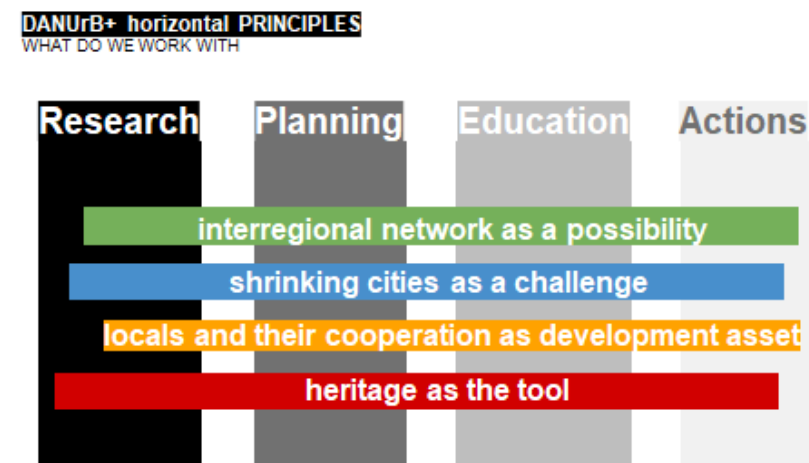 DANUrB+ horizontal PRINCIPLES
WHAT DO WE WORK WITH
Research Planning Education Actions
interregional network as a possibility
shrinking cities as a challenge
locals and their cooperation as development asset
heritage as the tool